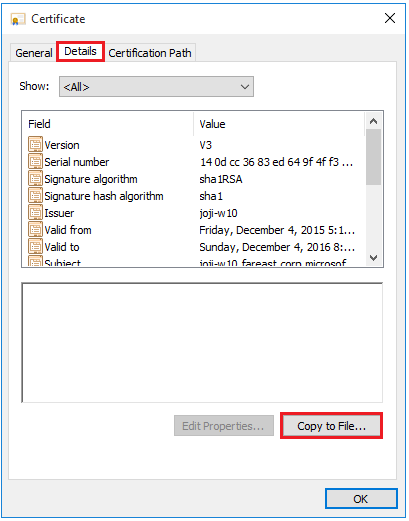 Certificate
General Details Certification Path
Show: <All>
Field Value
Version V3
Serial number 14 0d cc 36 83 ed 64 9f 4f f3 ...
Signature algorithm sha1RSA
Signature hash algorithm sha1
Issuer joji-w10
Valid from Friday, December 4, 2015 5:1...
Valid to Sunday, December 4, 2016 8:...
Subject joji-w10.fareast.corp.microsof
Edit Properties...
Copy to File...
OK